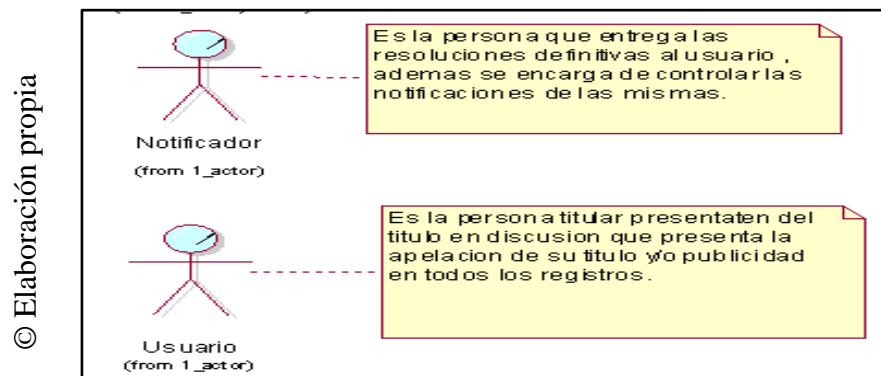 © Elaboración propia
Es la persona que entrega las
resoluciones definitivas al usuario ,
ademas se encarga de controlar las
notificaciones de las mismas.
Notificador
(from 1_actor)
Es la persona titular presentaten del
titulo en discusion que presenta la
apelacion de su titulo y/o publicidad
en todos los registros.
Usuario
(from 1_actor)